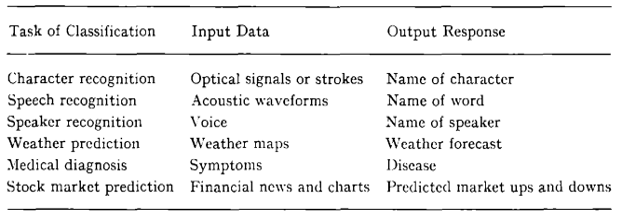 Task of Classification Input Data Output Response
Character recognition Optical signals or strokes Name of character
Speech recognition Acoustic waveforms Name of word
Speaker recognition Voice Name of speaker
Weather prediction Weather maps Weather forecast
Medical diagnosis Symptoms Disease
Stock market prediction Financial news and charts Predicted market ups and downs